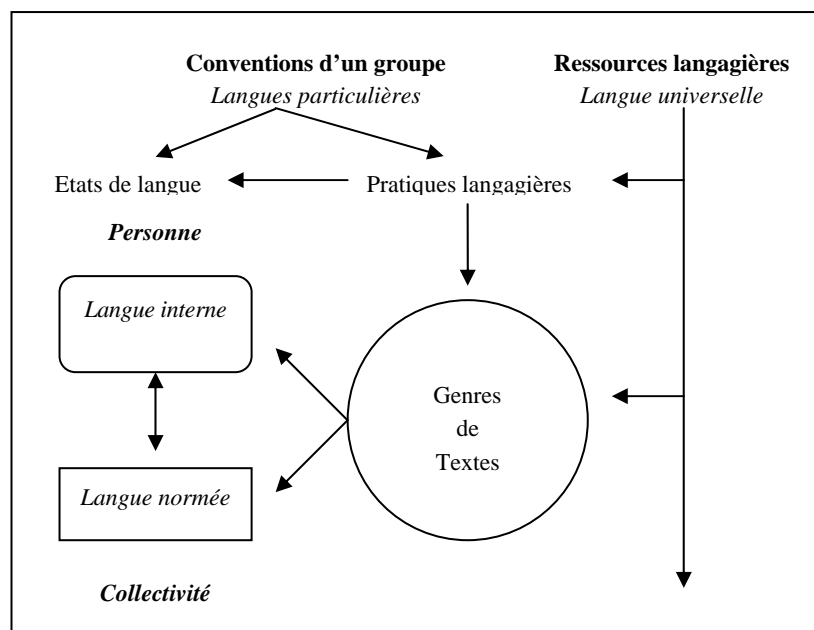 Conventions d'un groupe
Langues particulières
Ressources langagières
Langue universelle
Etats de langue
Pratiques langagières
Personne
Langue interne
Genres
de
Textes
Langue normée
Collectivité